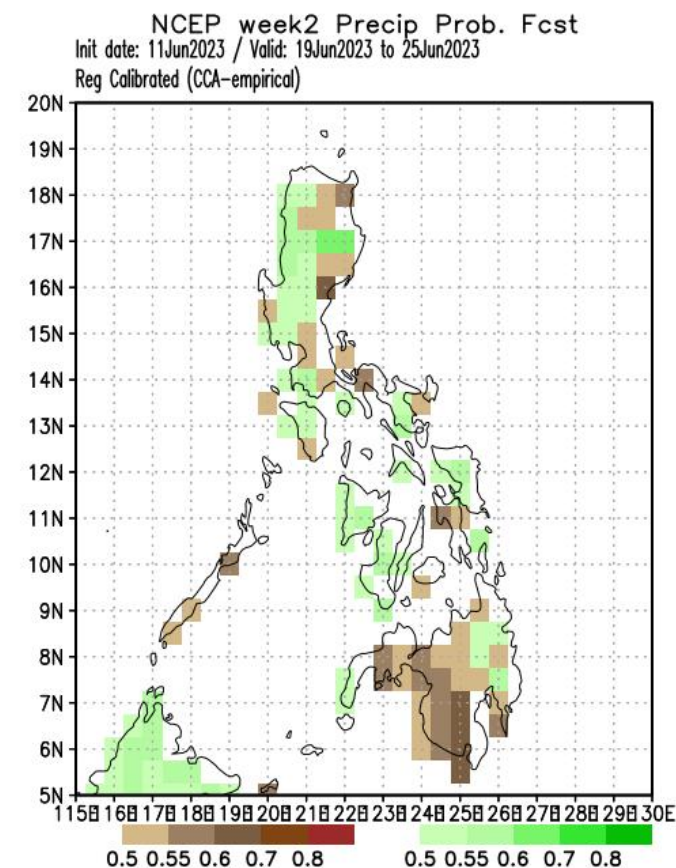 NCEP week2 Precip Prob. Fcst
Init date: 11Jun2023 / Valid: 19Jun2023 to 25Jun2023
Reg Calibrated (CCA-empirical)
20N
19N
18N
17N
16N
15N
14N
13N
12N
11N
10N
9N
8N
7N
6N
5N
115E 116E 117E 118E 119E 120E 121E 122E 123E 124E 125E 126E 127E 128E 129E 130E
0.5 0.55 0.6 0.7 0.8 0.5 0.55 0.6 0.7 0.8